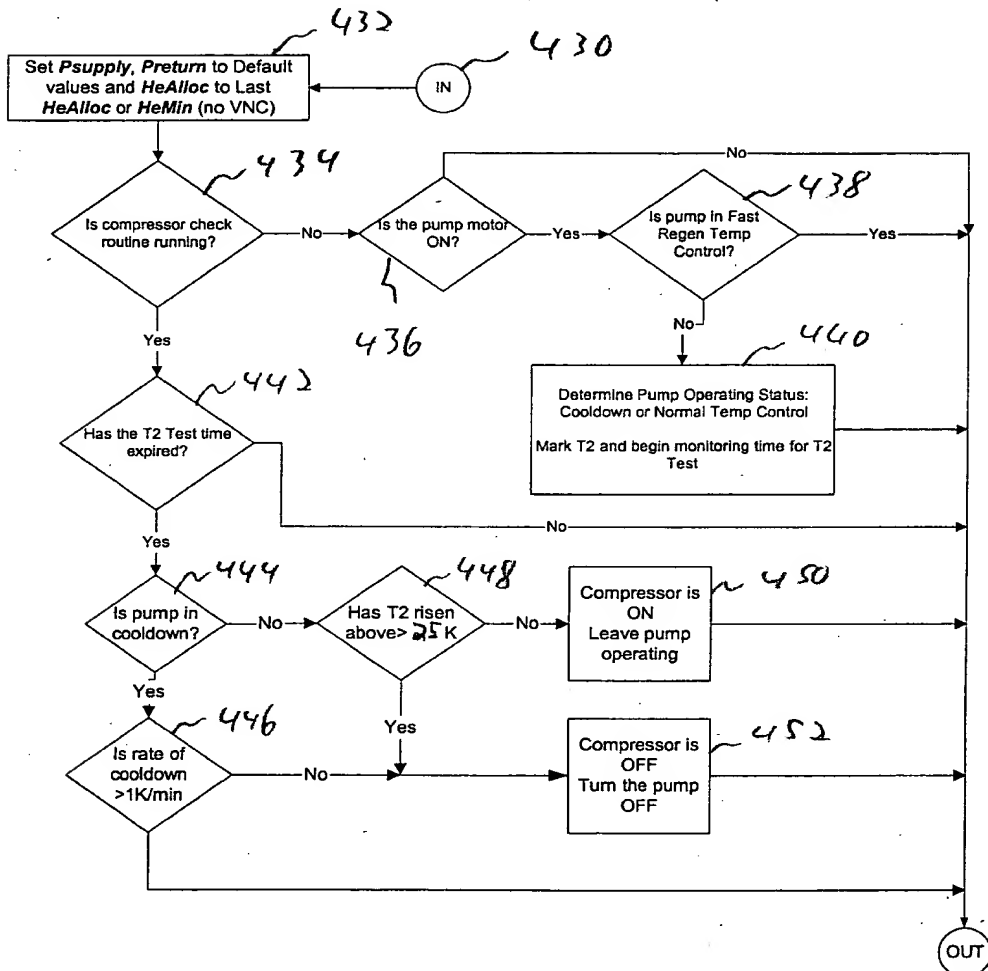 432
430
Set Psupply, Preturn to Default
values and HeAlloc to Last
HeAlloc or HeMin (no VNC)
IN
434
No
438
Is compressor check
routine running?
No
Is the pump motor
ON?
Yes
Is pump in Fast
Regen Temp
Control?
Yes
436
Yes
No
440
442
Determine Pump Operating Status:
Cooldown or Normal Temp Control
Mark T2 and begin monitoring time for T2
Test
Has the T2 Test time
expired?
No
Yes
444
448
450
Is pump in
cooldown?
No
Has T2 risen
above> 25 K
No
Compressor is
ON
Leave pump
operating
Yes
446
Yes
452
Is rate of
cooldown
>1K/min
No
Compressor is
OFF
Turn the pump
OFF
OUT